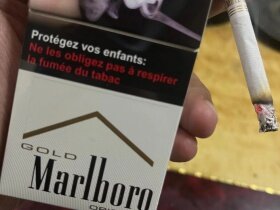 Protégez vos enfants:
Ne les obligez pas à respirer
la fumée du tabac
GOLD
Marlboro